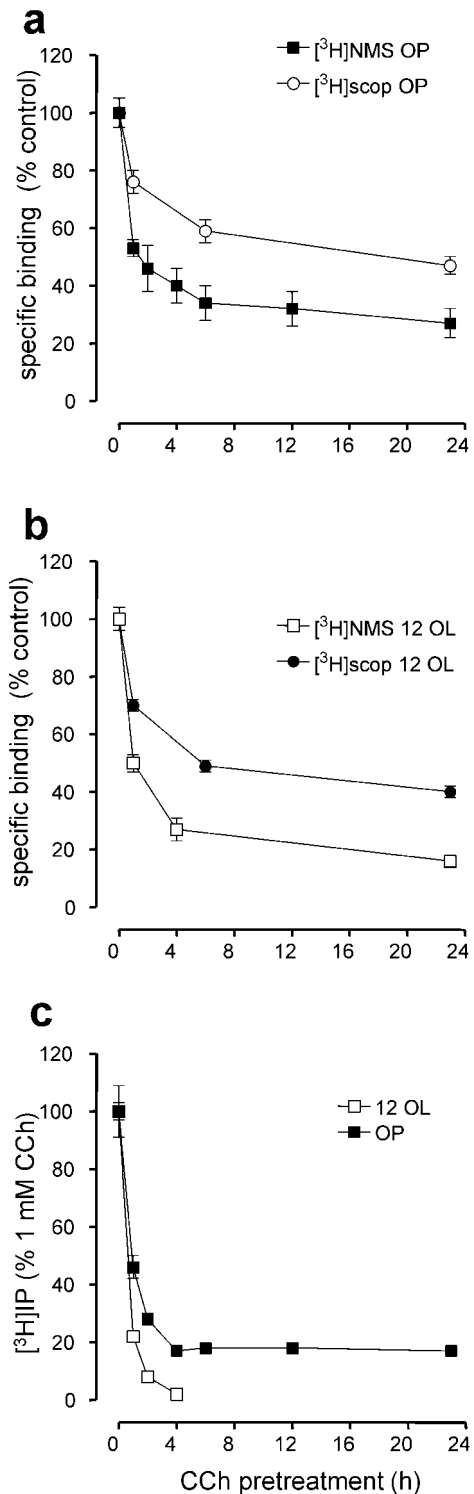 a
[³H]NMS OP
[³H]scop OP
specific binding (% control)
120
100
80
60
40
20
0
0 4 8 12 16 20 24
b
[³H]NMS 12 OL
[³H]scop 12 OL
specific binding (% control)
120
100
80
60
40
20
0
0 4 8 12 16 20 24
c
12 OL
OP
[³H]IP (% 1 mM CCh)
120
100
80
60
40
20
0
0 4 8 12 16 20 24
CCh pretreatment (h)